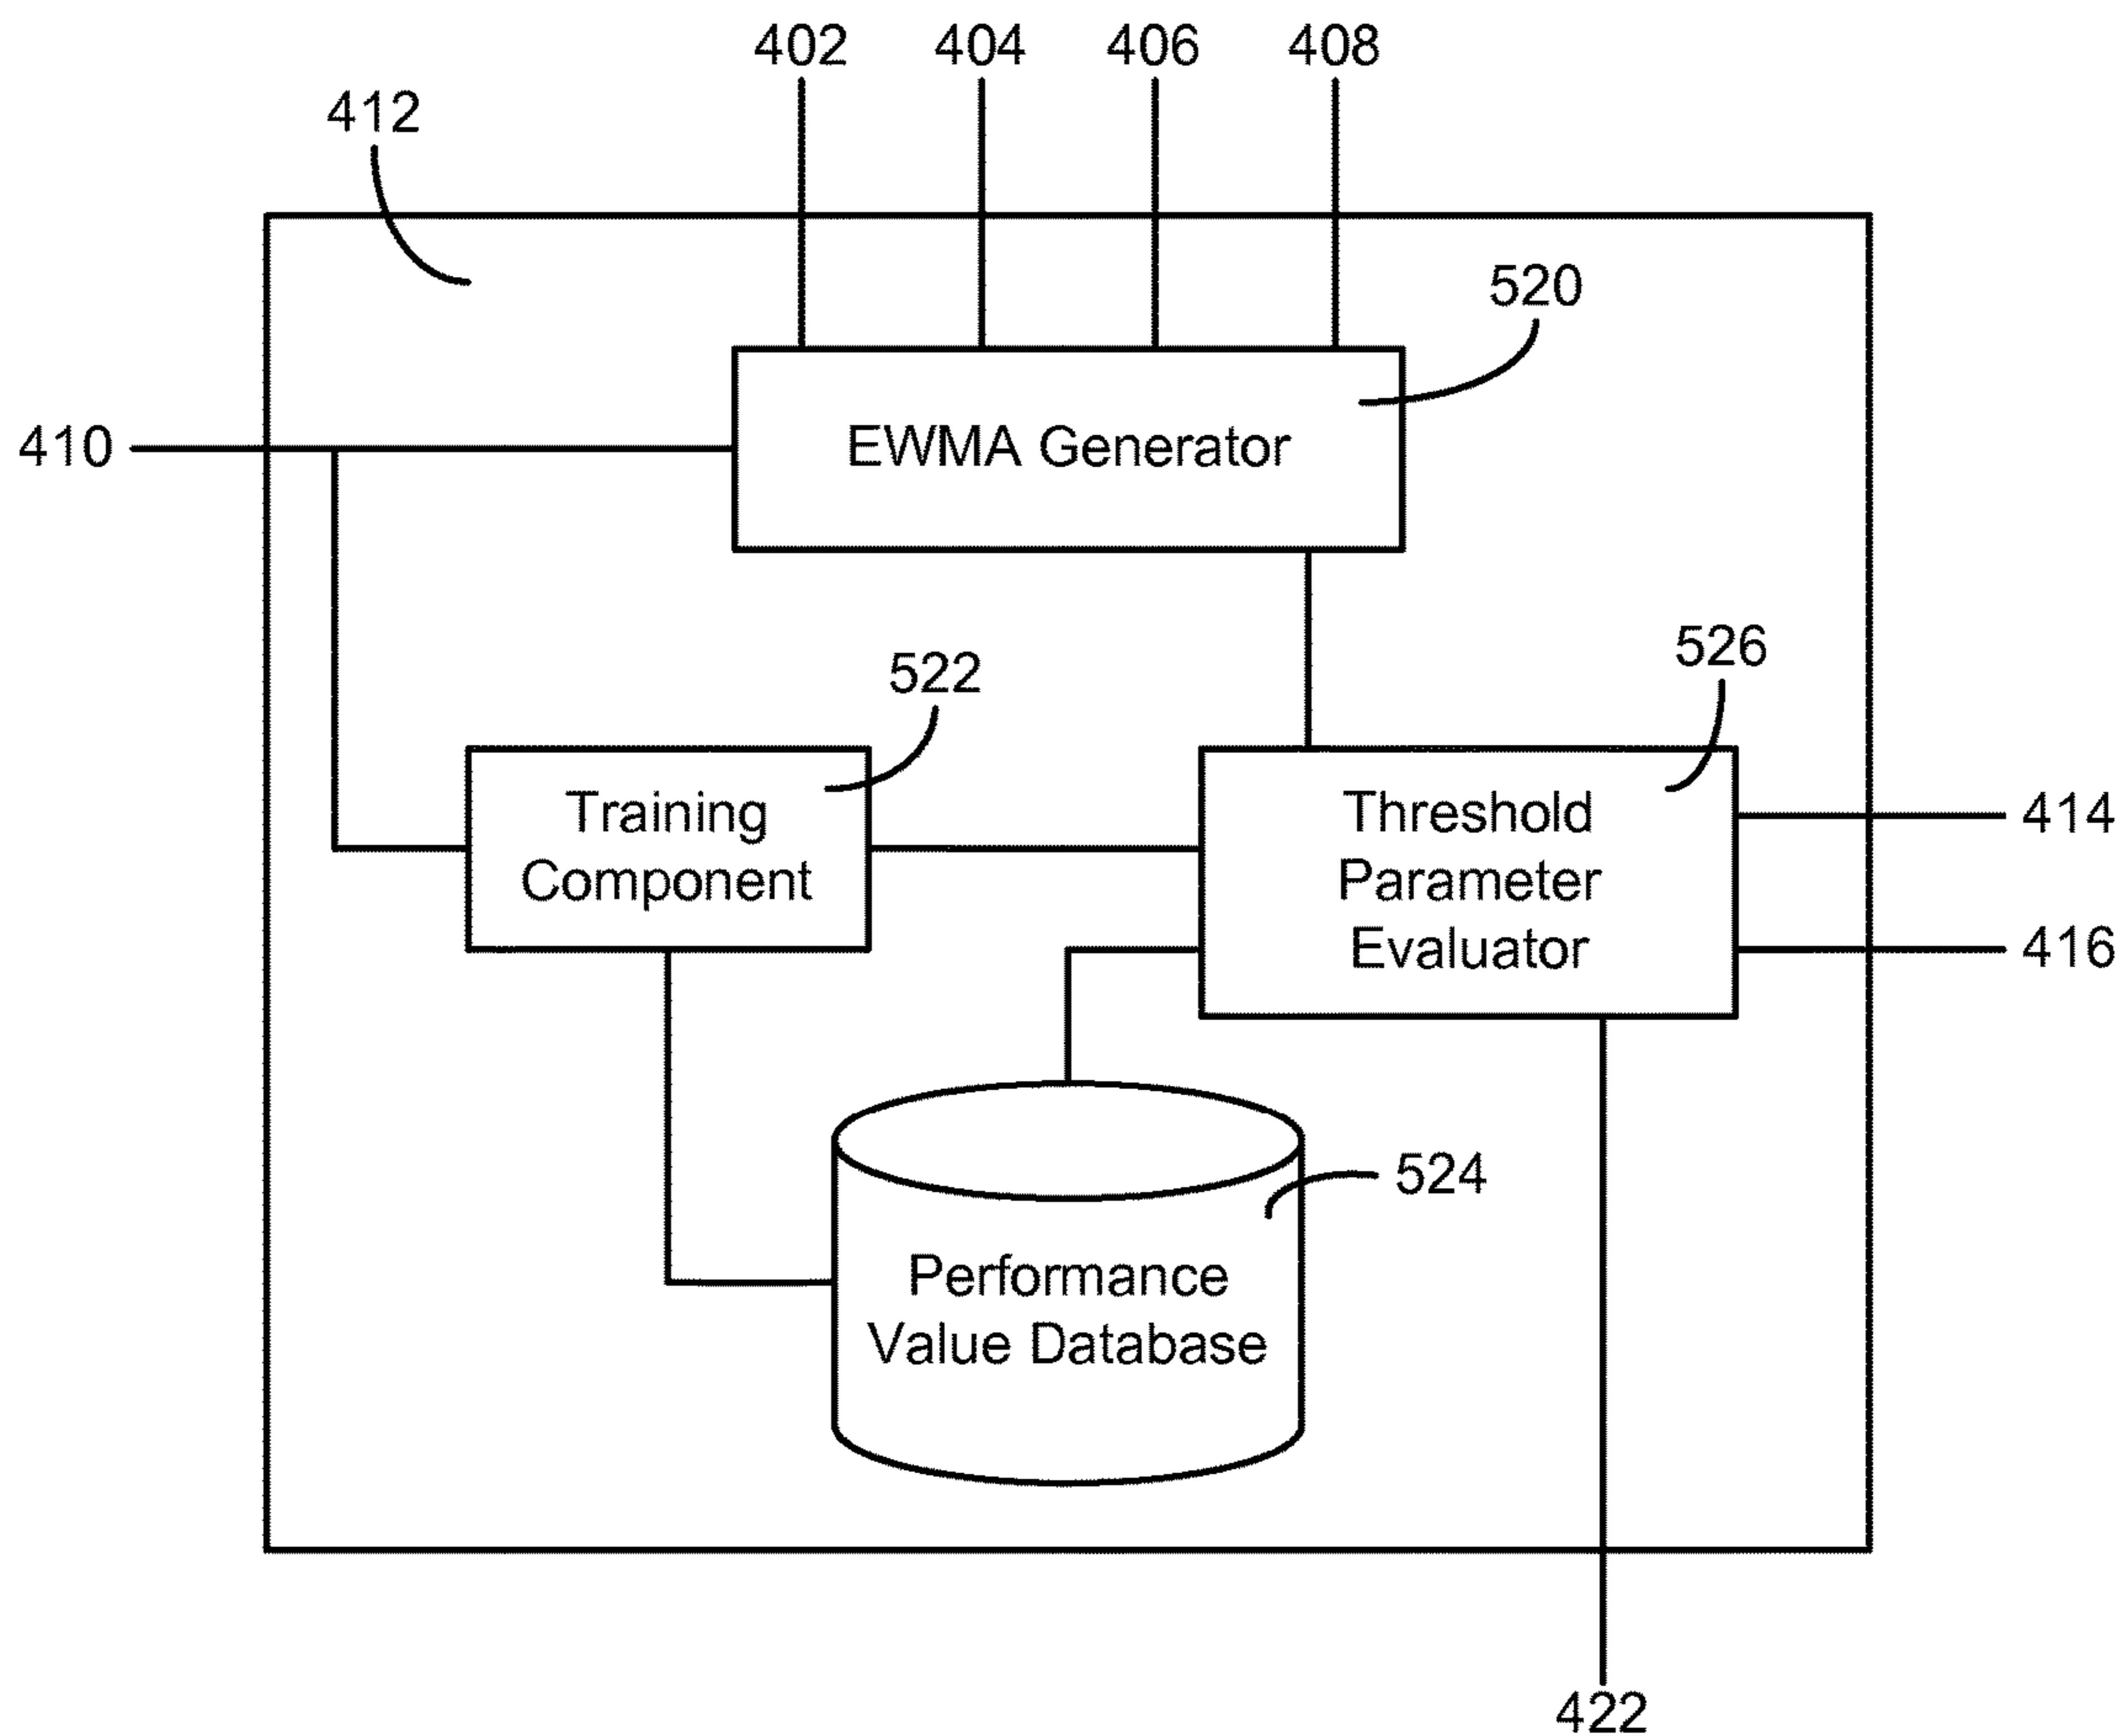 402 404 406 408
412
520
EWMA Generator
410
526
522
Training
Component
Threshold
Parameter
Evaluator
414
416
524
Performance
Value Database
422